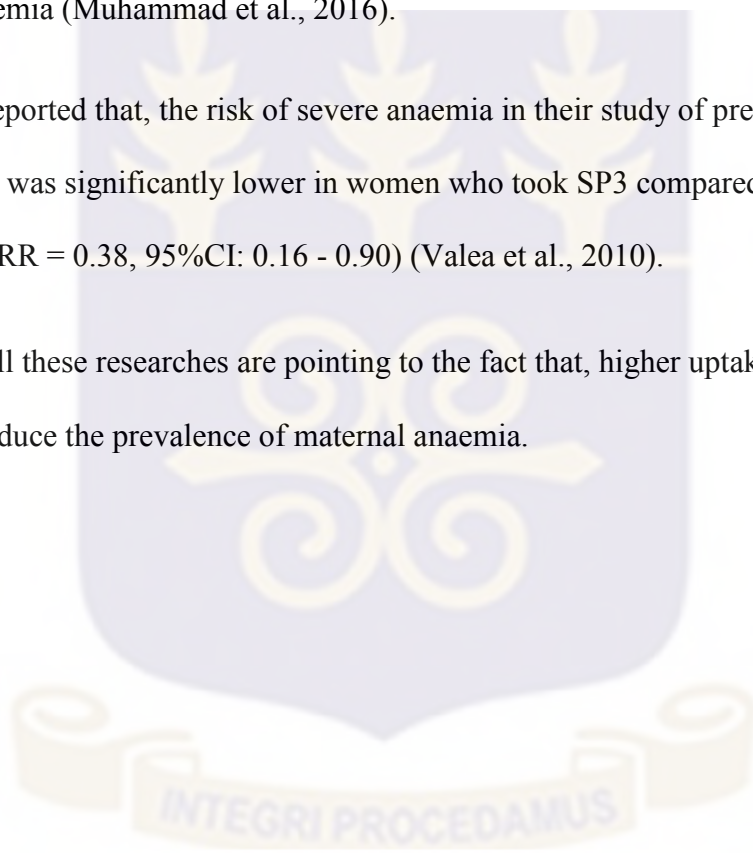 emia (Muhammad et al., 2016).
eported that, the risk of severe anaemia in their study of pre
was significantly lower in women who took SP3 compared
RR = 0.38, 95%CI: 0.16 - 0.90) (Valea et al., 2010).
ll these researches are pointing to the fact that, higher uptak
duce the prevalence of maternal anaemia.
INTEGRI PROCEDAMUS